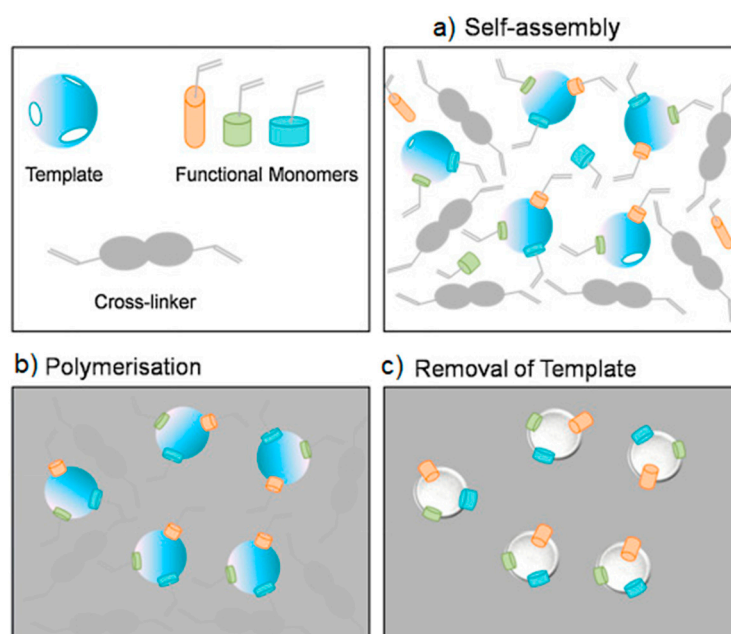 a) Self-assembly
Template
Functional Monomers
Cross-linker
b) Polymerisation
c) Removal of Template